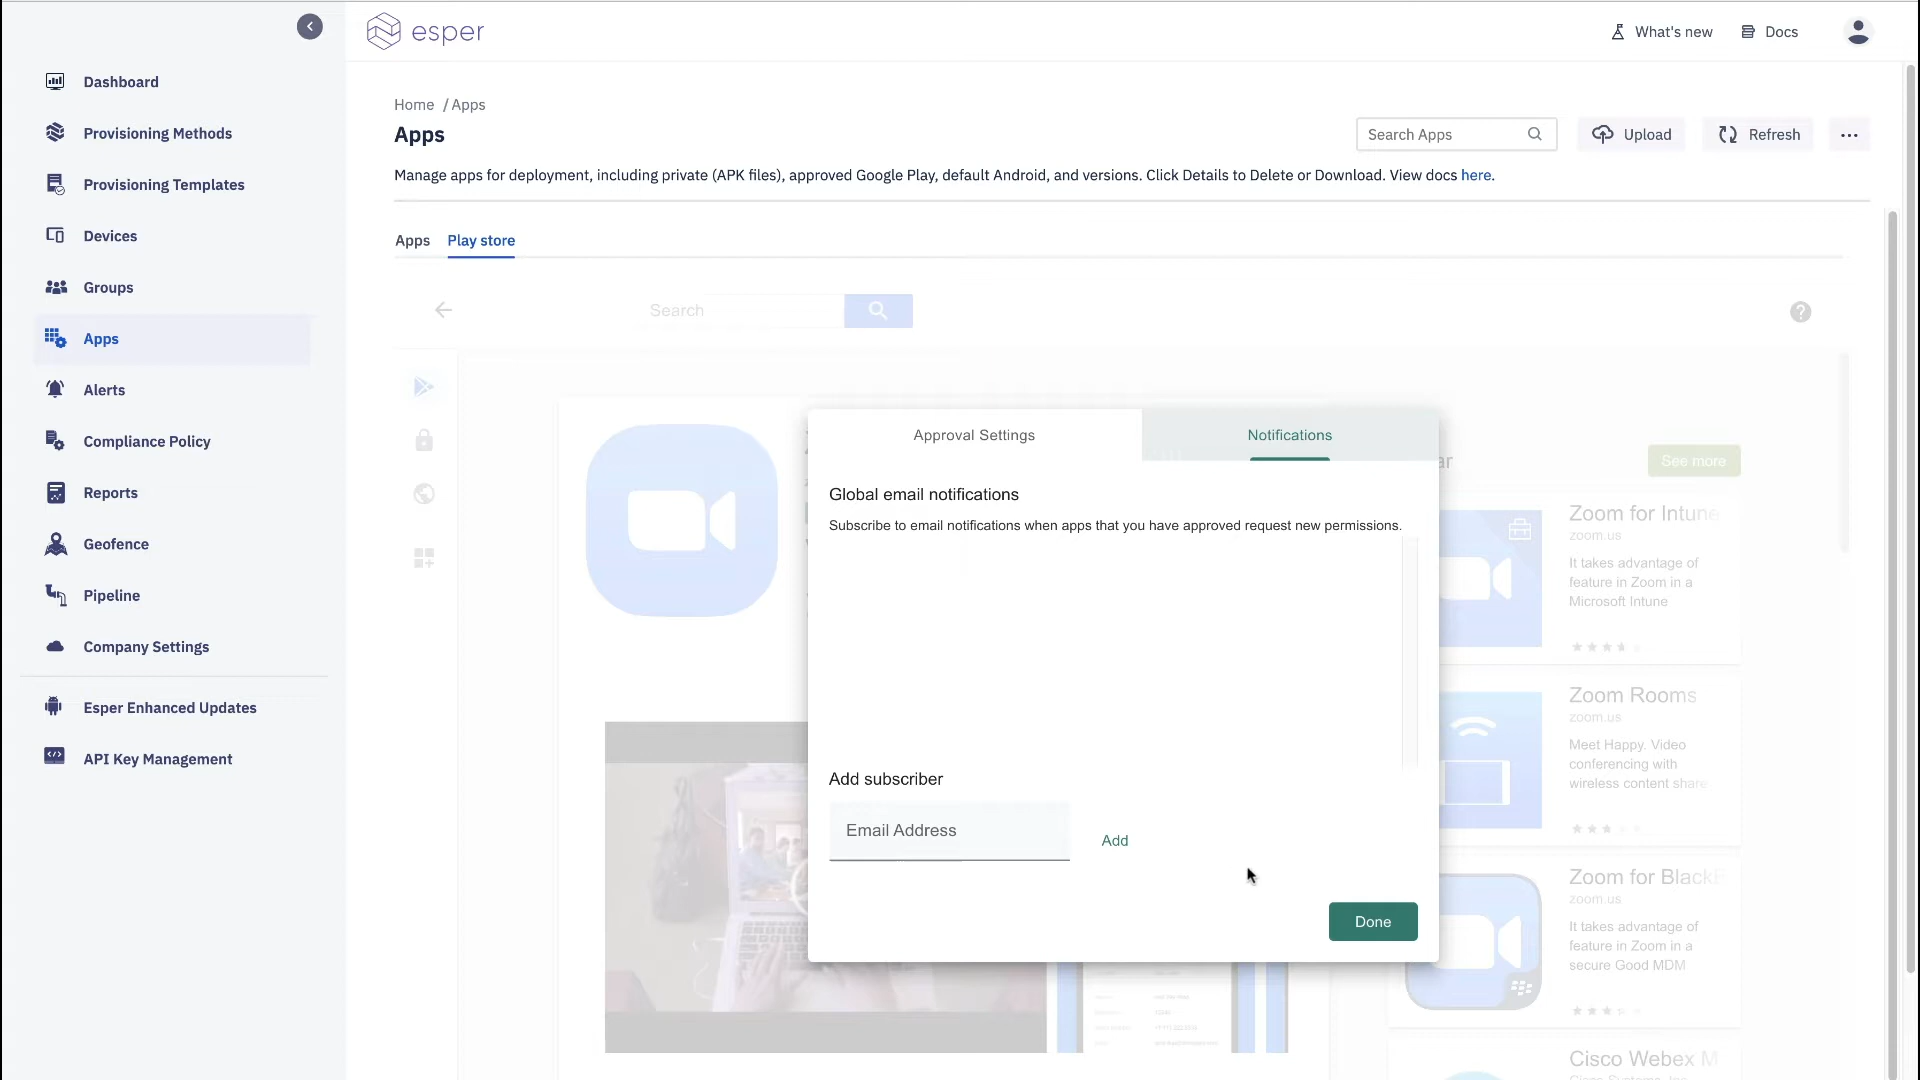 esper
What's new
Docs
Dashboard
Provisioning Methods
Provisioning Templates
Devices
Groups
Apps
Alerts
Compliance Policy
Reports
Geofence
Pipeline
Company Settings
Esper Enhanced Updates
API Key Management
Home / Apps
Apps
Search Apps
Upload
Refresh
Manage apps for deployment, including private (APK files), approved Google Play, default Android, and versions. Click Details to Delete or Download. View docs here.
Apps
Play store
Search
Approval Settings
Notifications
Global email notifications
Subscribe to email notifications when apps that you have approved request new permissions.
Add subscriber
Email Address
Add
Done
ar
See more
Zoom for Intune
zoom.us
It takes advantage of
feature in Zoom in a
Microsoft Intune
Zoom Rooms
zoom.us
Meet Happy. Video
conferencing with
wireless content share
Zoom for BlackB
zoom.us
It takes advantage of
feature in Zoom in a
secure Good MDM
Cisco Webex M